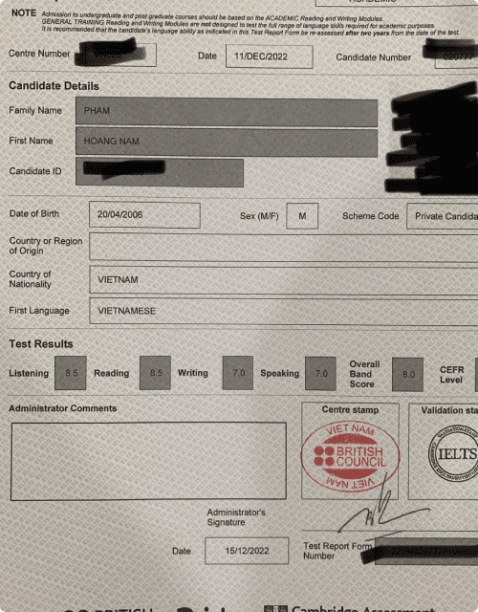 ACADEMIC
NOTE Admission to undergraduate and post graduate courses should be based on the ACADEMIC Reading and Writing Modules.
GENERAL TRAINING Reading and Writing Modules are not designed to test the full range of language skills required for academic purposes.
It is recommended that the candidate's language ability as indicated in this Test Report Form be re-assessed after two years from the date of the test.
Centre Number Date 11/DEC/2022 Candidate Number
Candidate Details
Family Name PHAM
First Name HOANG NAM
Candidate ID
Date of Birth 20/04/2006 Sex (M/F) M Scheme Code Private Candida
Country or Region
of Origin
Country of
Nationality VIETNAM
First Language VIETNAMESE
Test Results
Listening 8.5 Reading 8.5 Writing 7.0 Speaking 7.0 Overall
Band
Score 8.0 CEFR
Level
Administrator Comments Centre stamp Validation sta
VIET NAM
BRITISH
COUNCIL
VIET NAM
IELTS
Administrator's
Signature
Date 15/12/2022 Test Report Form
Number
BRITISH Cambridge Assessment